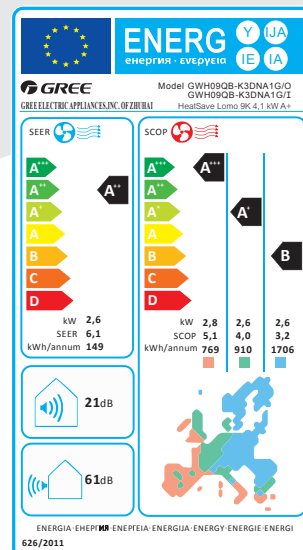 ENERG
енергия · ενεργεια
Y IJA
IE IA
GREE
GREE ELECTRIC APPLIANCES,INC. OF ZHUHAI
Model GWH09QB-K3DNA1G/O
GWH09QB-K3DNA1G/I
HeatSave Lomo 9K 4,1 kW A+
SEER
SCOP
A+++
A++
A+
A
B
C
D
A++
kW 2,6
SEER 6,1
kWh/annum 149
A+++
A++
A+
A
B
C
D
A+++
A+
B
kW 2,8 2,6 2,6
SCOP 5,1 4,0 3,2
kWh/annum 769 910 1706
21dB
61dB
ENERGIA·ЕНЕРГИЯ·ΕΝΕΡΓΕΙΑ·ENERGIJA·ENERGY·ENERGIE·ENERGI
626/2011